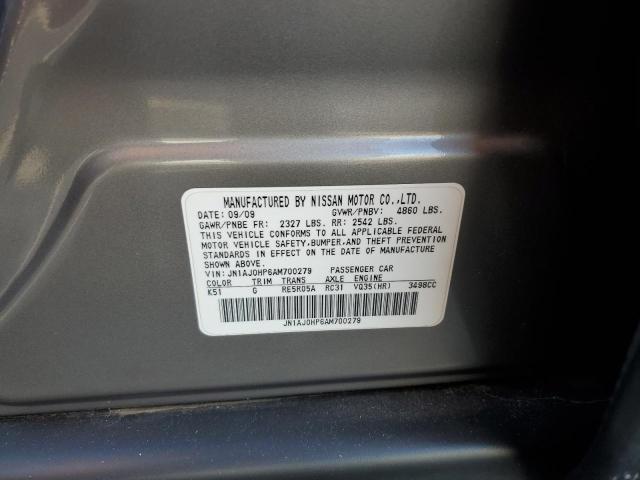 MANUFACTURED BY NISSAN MOTOR CO.,LTD.
DATE: 09/09 GVWR/PNBV: 4860 LBS.
GAWR/PNBE FR: 2327 LBS. RR: 2542 LBS.
THIS VEHICLE CONFORMS TO ALL APPLICABLE FEDERAL
MOTOR VEHICLE SAFETY,BUMPER,AND THEFT PREVENTION
STANDARDS IN EFFECT ON THE DATE OF MANUFACTURE
SHOWN ABOVE.
VIN: JN1AJ0HP6AM700279 PASSENGER CAR
COLOR TRIM TRANS AXLE ENGINE
K51 G RE5R05A RC31 VQ35(HR) 3498CC
JN1AJ0HP6AM700279